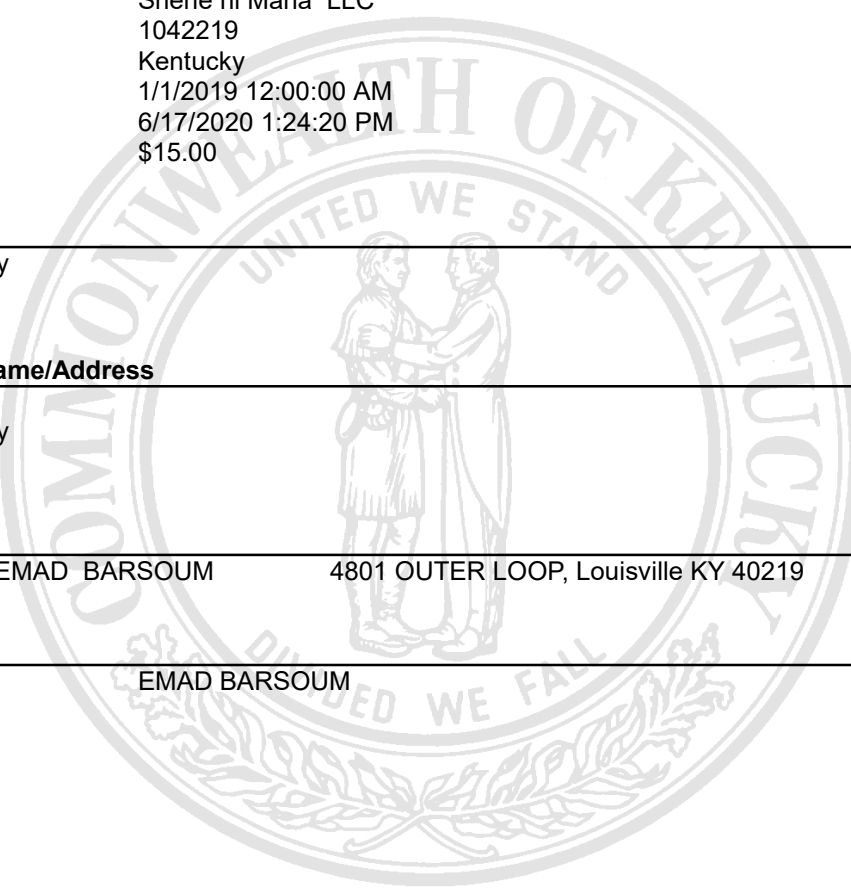 LLC
1042219
Kentucky
1/1/2019 12:00:00 AM
6/17/2020 1:24:20 PM
$15.00
COMMONWEALTH OF KENTUCKY
UNITED WE STAND
y
ame/Address
y
EMAD BARSOUM 4801 OUTER LOOP, Louisville KY 40219
EMAD BARSOUM
DIVIDED WE FALL